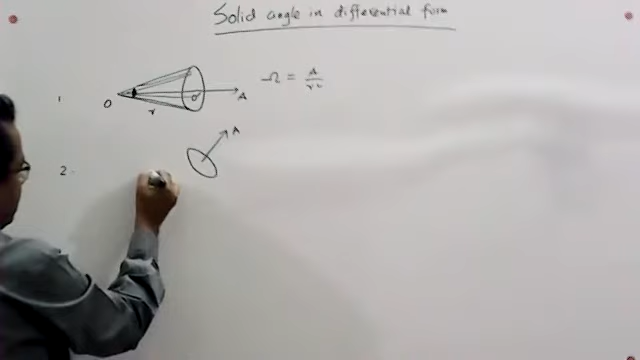 Solid angle in differential form
1 O r O' A Ω = A/r²
A
2.